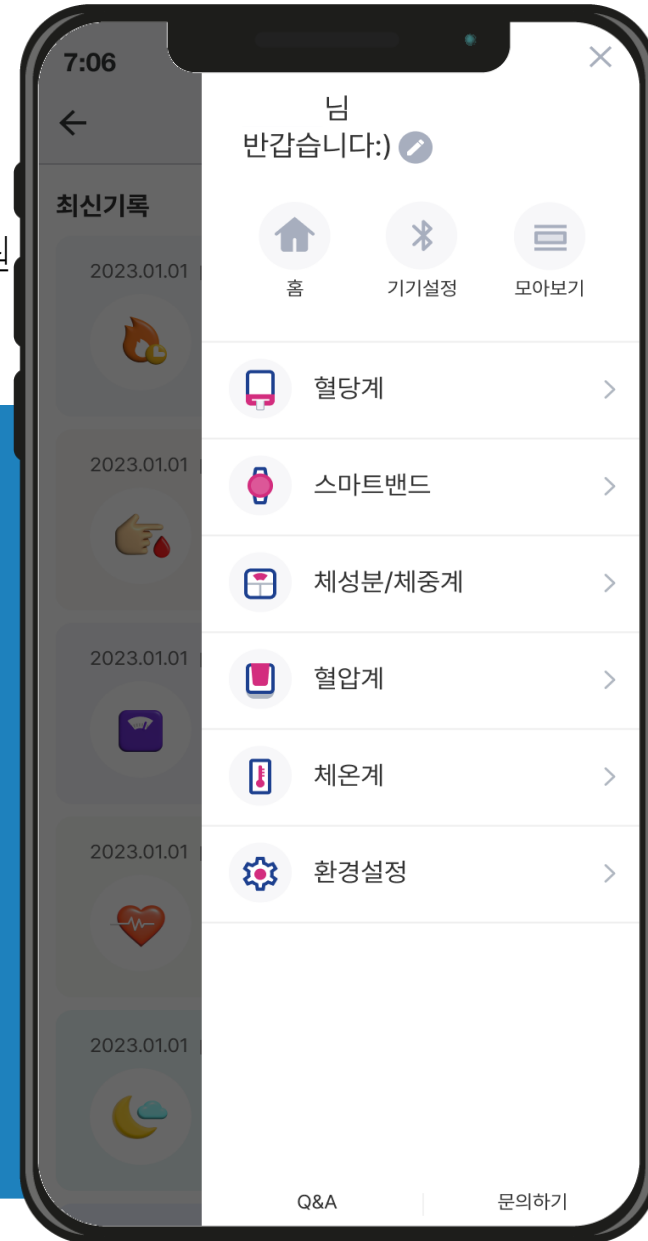 7:06
님
반갑습니다:)
최신기록
2023.01.01
홈
기기설정
모아보기
2023.01.01
2023.01.01
2023.01.01
2023.01.01
혈당계
스마트밴드
체성분/체중계
혈압계
체온계
환경설정
Q&A
문의하기